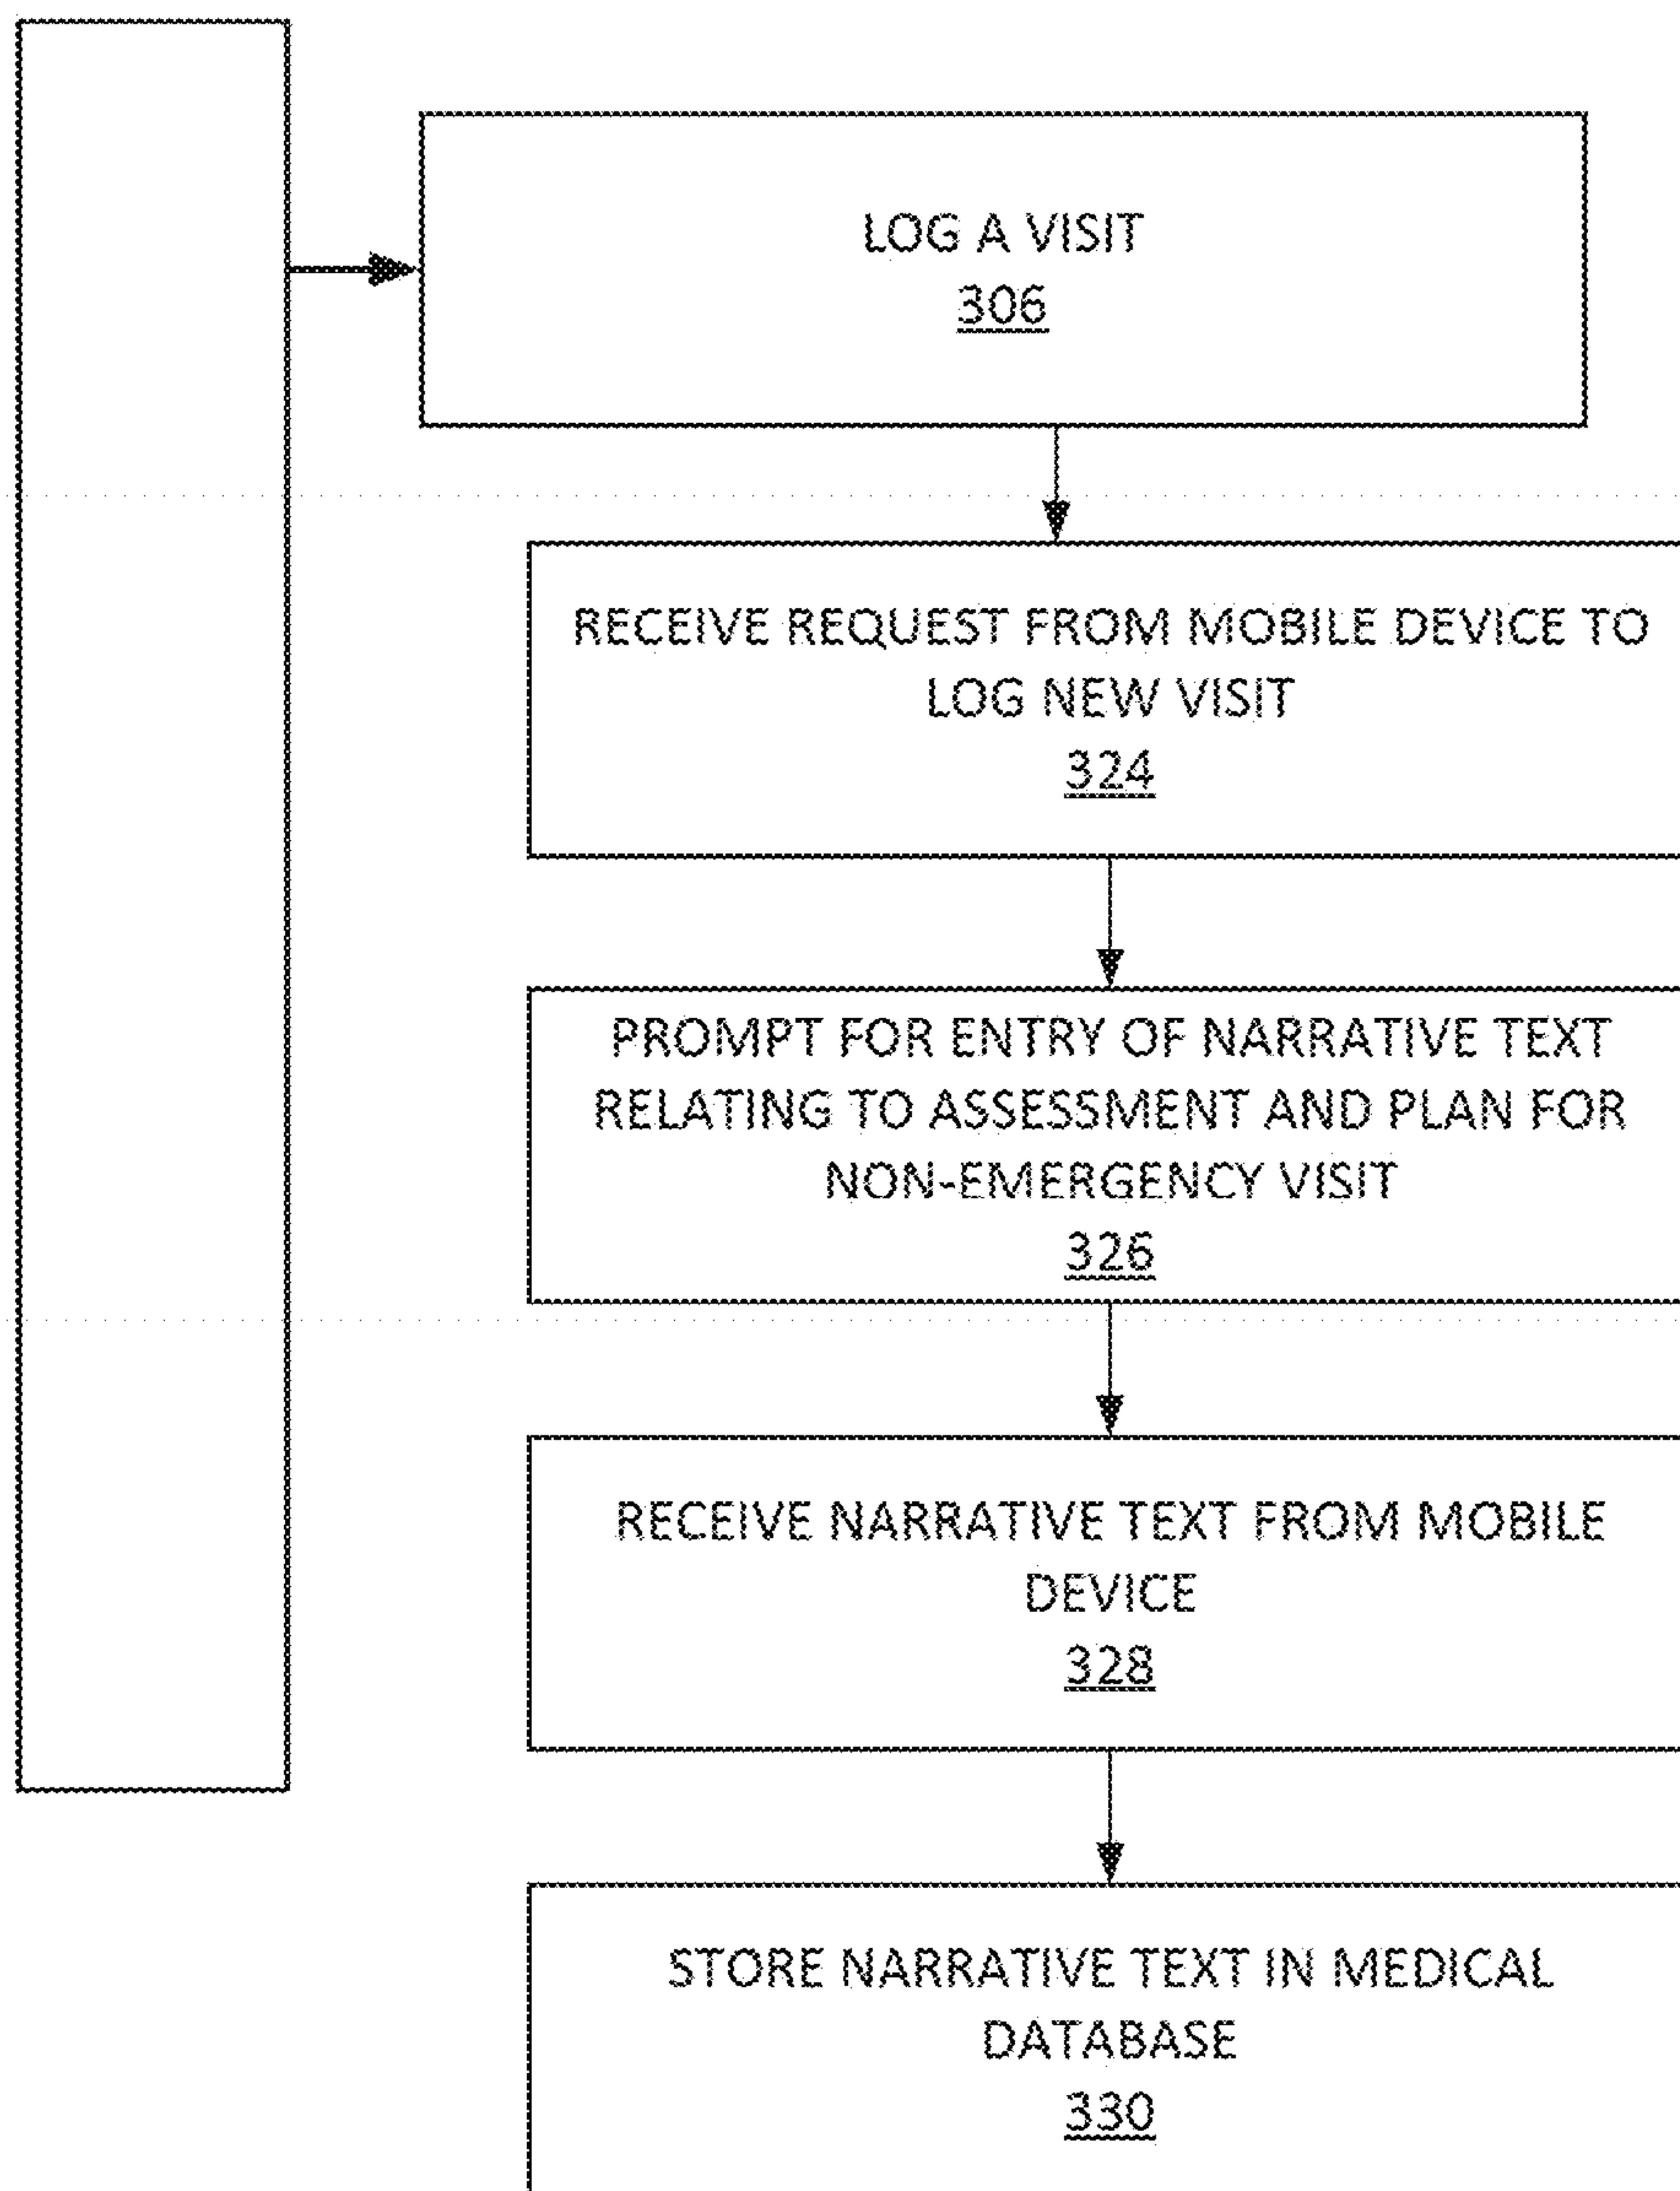 LOG A VISIT
306
RECEIVE REQUEST FROM MOBILE DEVICE TO
LOG NEW VISIT
324
PROMPT FOR ENTRY OF NARRATIVE TEXT
RELATING TO ASSESSMENT AND PLAN FOR
NON-EMERGENCY VISIT
326
RECEIVE NARRATIVE TEXT FROM MOBILE
DEVICE
328
STORE NARRATIVE TEXT IN MEDICAL
DATABASE
330